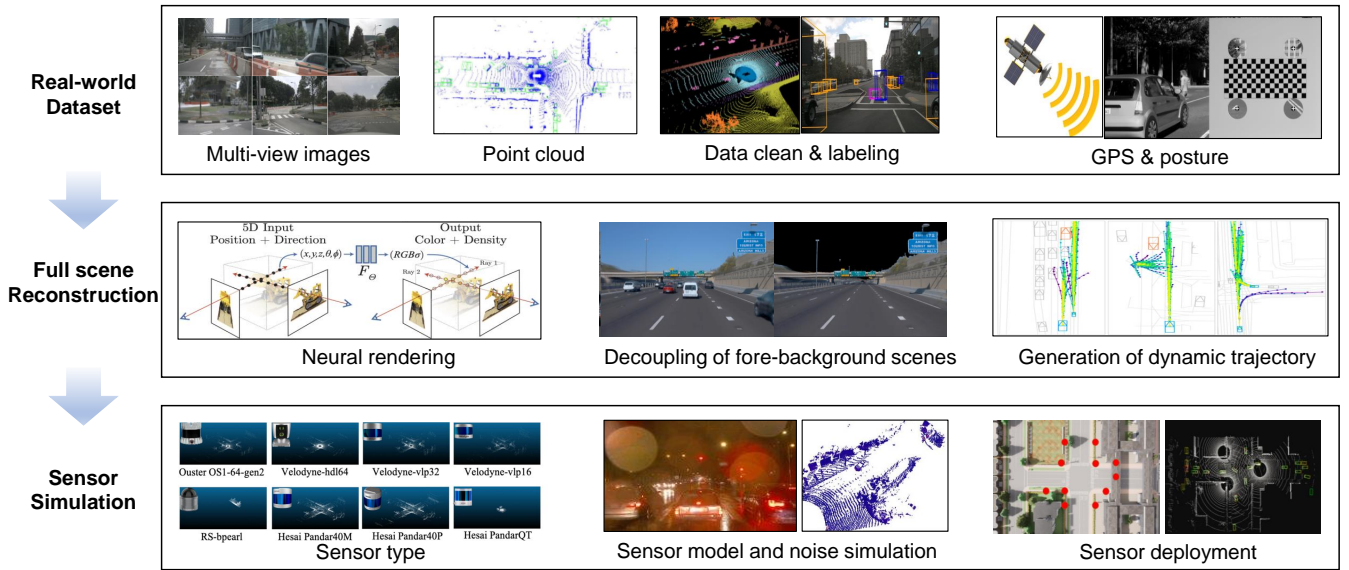 Real-world
Dataset
Multi-view images
Point cloud
Data clean & labeling
GPS & posture
Full scene
Reconstruction
5D Input
Position + Direction
Output
Color + Density
(x,y,z,θ,ϕ)
FΘ
(RGBσ)
Ray 1
Ray 2
Neural rendering
Decoupling of fore-background scenes
Generation of dynamic trajectory
Sensor
Simulation
Ouster OS1-64-gen2
Velodyne-hdl64
Velodyne-vlp32
Velodyne-vlp16
RS-bpearl
Hesai Pandar40M
Hesai Pandar40P
Hesai PandarQT
Sensor type
Sensor model and noise simulation
Sensor deployment